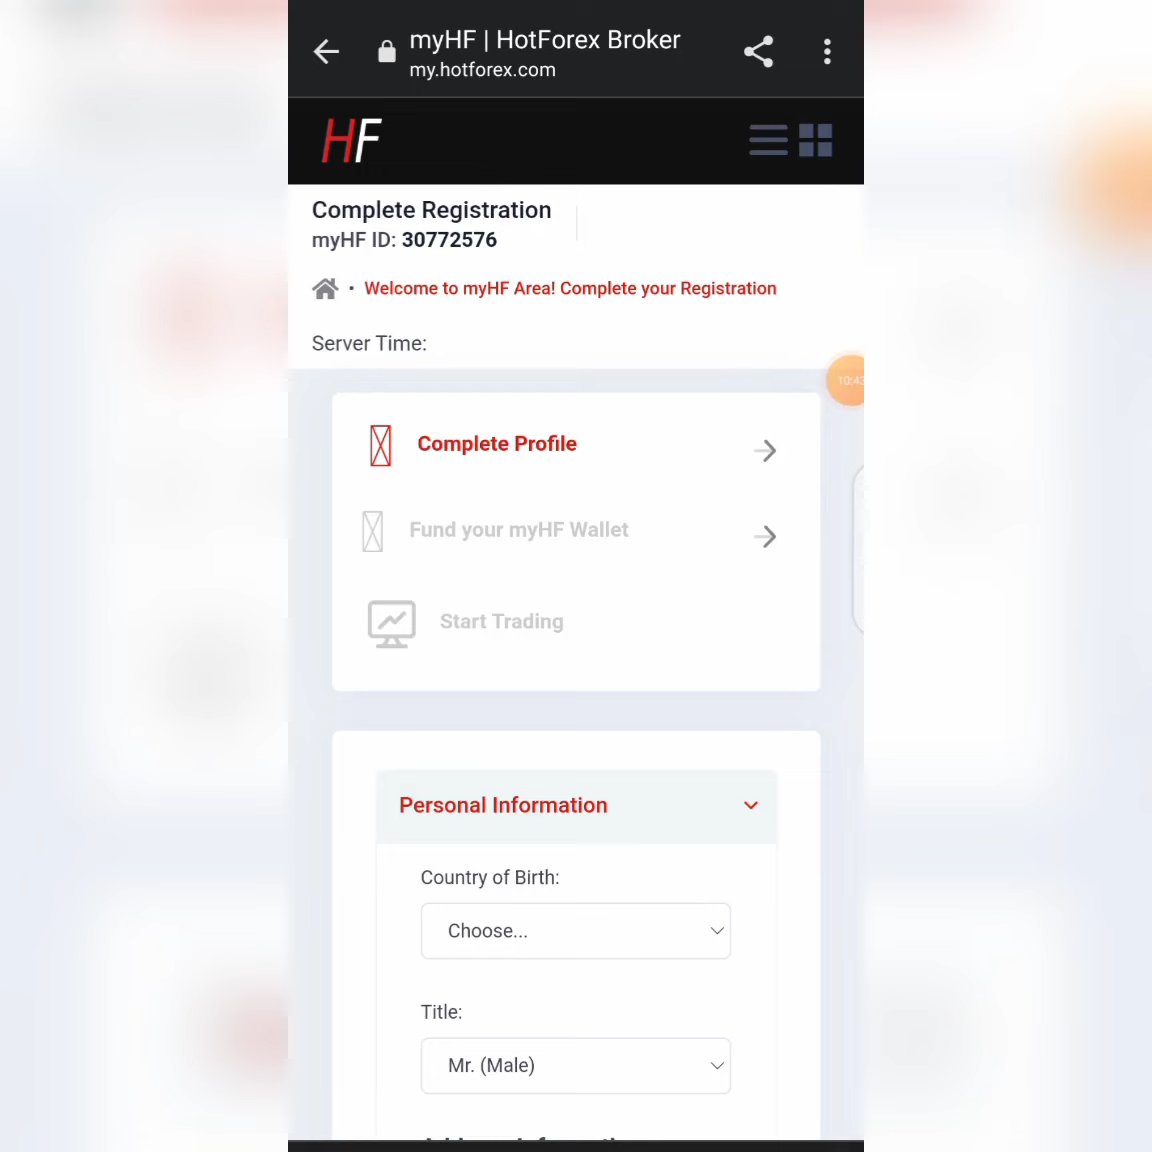 myHF | HotForex Broker
my.hotforex.com
HF
Complete Registration
myHF ID: 30772576
• Welcome to myHF Area! Complete your Registration
Server Time:
10:43
Complete Profile
Fund your myHF Wallet
Start Trading
Personal Information
Country of Birth:
Choose...
Title:
Mr. (Male)